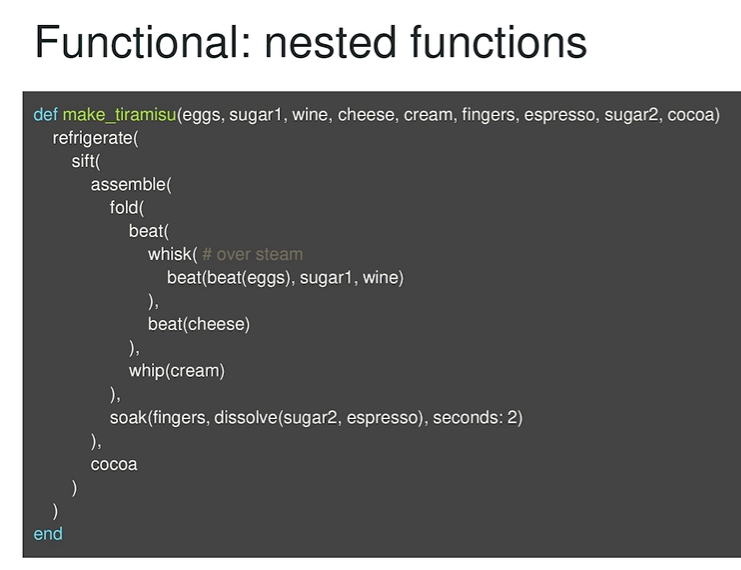 Functional: nested functions
def make_tiramisu(eggs, sugar1, wine, cheese, cream, fingers, espresso, sugar2, cocoa)
refrigerate(
sift(
assemble(
fold(
beat(
whisk( # over steam
beat(beat(eggs), sugar1, wine)
),
beat(cheese)
),
whip(cream)
),
soak(fingers, dissolve(sugar2, espresso), seconds: 2)
),
cocoa
)
)
end